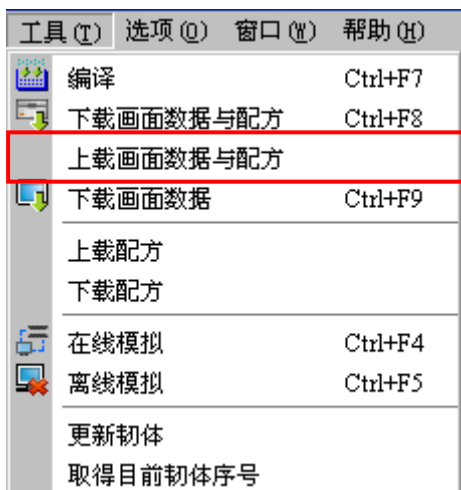 工具(T) 选项(O) 窗口(W) 帮助(H)
编译 Ctrl+F7
下载画面数据与配方 Ctrl+F8
上载画面数据与配方
下载画面数据 Ctrl+F9
上载配方
下载配方
在线模拟 Ctrl+F4
离线模拟 Ctrl+F5
更新韧体
取得目前韧体序号